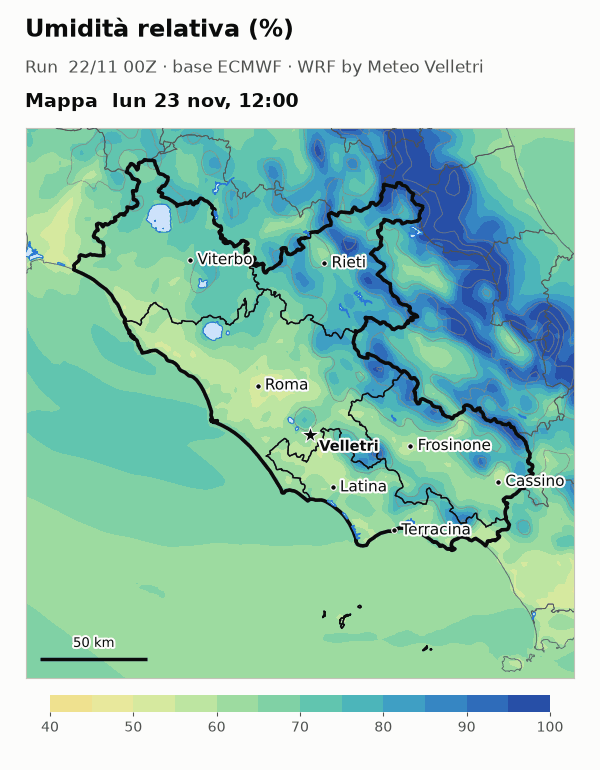 Umidità relativa (%)
Run 22/11 00Z · base ECMWF · WRF by Meteo Velletri
Mappa lun 23 nov, 12:00
Viterbo
Rieti
Roma
Velletri
Frosinone
Cassino
Latina
Terracina
50 km
40 50 60 70 80 90 100